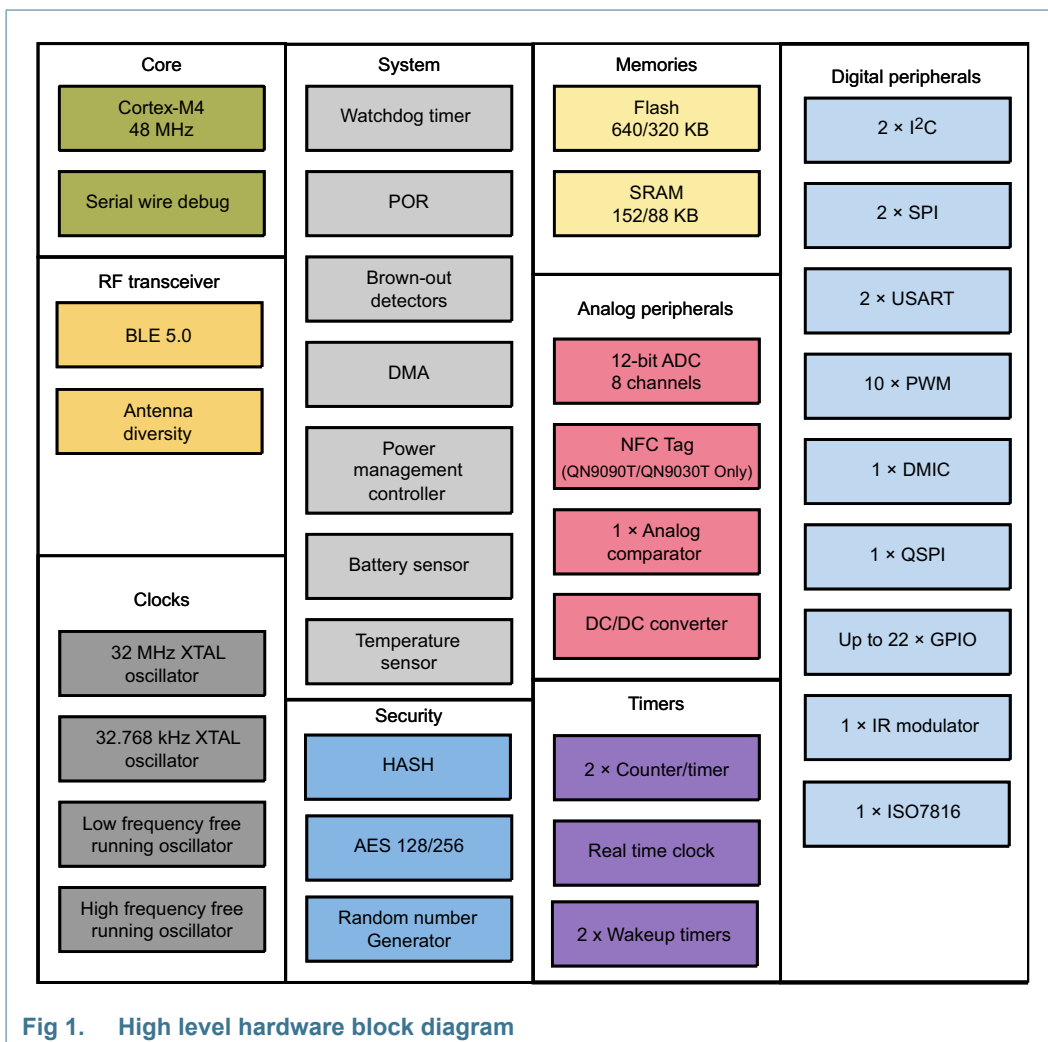 Core
Cortex-M4
48 MHz
Serial wire debug
RF transceiver
BLE 5.0
Antenna
diversity
Clocks
32 MHz XTAL
oscillator
32.768 kHz XTAL
oscillator
Low frequency free
running oscillator
High frequency free
running oscillator
System
Watchdog timer
POR
Brown-out
detectors
DMA
Power
management
controller
Battery sensor
Temperature
sensor
Security
HASH
AES 128/256
Random number
Generator
Memories
Flash
640/320 KB
SRAM
152/88 KB
Analog peripherals
12-bit ADC
8 channels
NFC Tag
(QN9090T/QN9030T Only)
1 × Analog
comparator
DC/DC converter
Timers
2 × Counter/timer
Real time clock
2 x Wakeup timers
Digital peripherals
2 × I²C
2 × SPI
2 × USART
10 × PWM
1 × DMIC
1 × QSPI
Up to 22 × GPIO
1 × IR modulator
1 × ISO7816
Fig 1. High level hardware block diagram